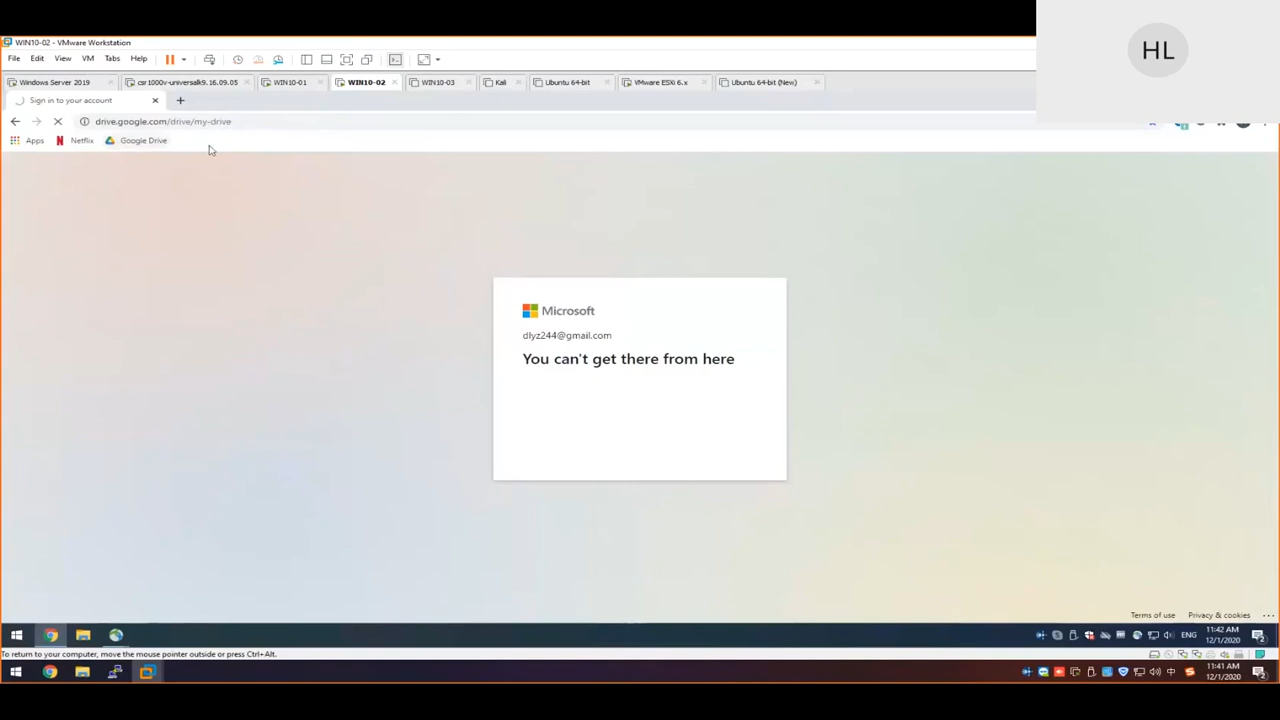 WIN10-02 - VMware Workstation
File Edit View VM Tabs Help
Windows Server 2019 csr1000v-universalk9.16.09.05 WIN10-01 WIN10-02 WIN10-03 Kali Ubuntu 64-bit VMware ESXi 6.x Ubuntu 64-bit (New)
HL
Sign in to your account
drive.google.com/drive/my-drive
Apps Netflix Google Drive
Microsoft
dlyz244@gmail.com
You can't get there from here
Terms of use Privacy & cookies ...
ENG 11:42 AM
12/1/2020
2
To return to your computer, move the mouse pointer outside or press Ctrl+Alt.
中 11:41 AM
12/1/2020
2